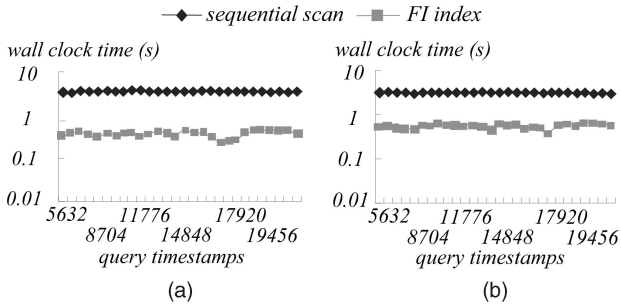 sequential scan FI index
wall clock time (s) wall clock time (s)
10 10
1 1
0.1 0.1
0.01 0.01
5632 11776 17920 5632 11776 17920
8704 14848 19456 8704 14848 19456
query timestamps query timestamps
(a) (b)